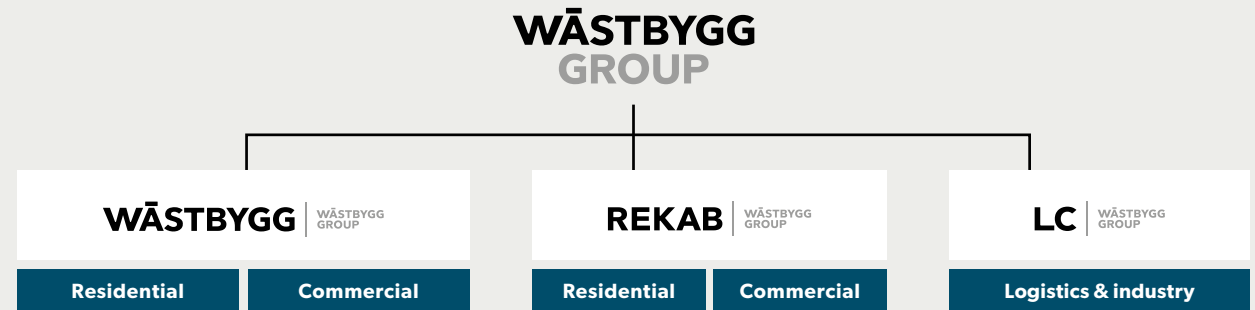 WĀSTBYGG
GROUP
WĀSTBYGG
WĀSTBYGG
GROUP
REKAB
WĀSTBYGG
GROUP
LC
WĀSTBYGG
GROUP
Residential
Commercial
Residential
Commercial
Logistics & industry